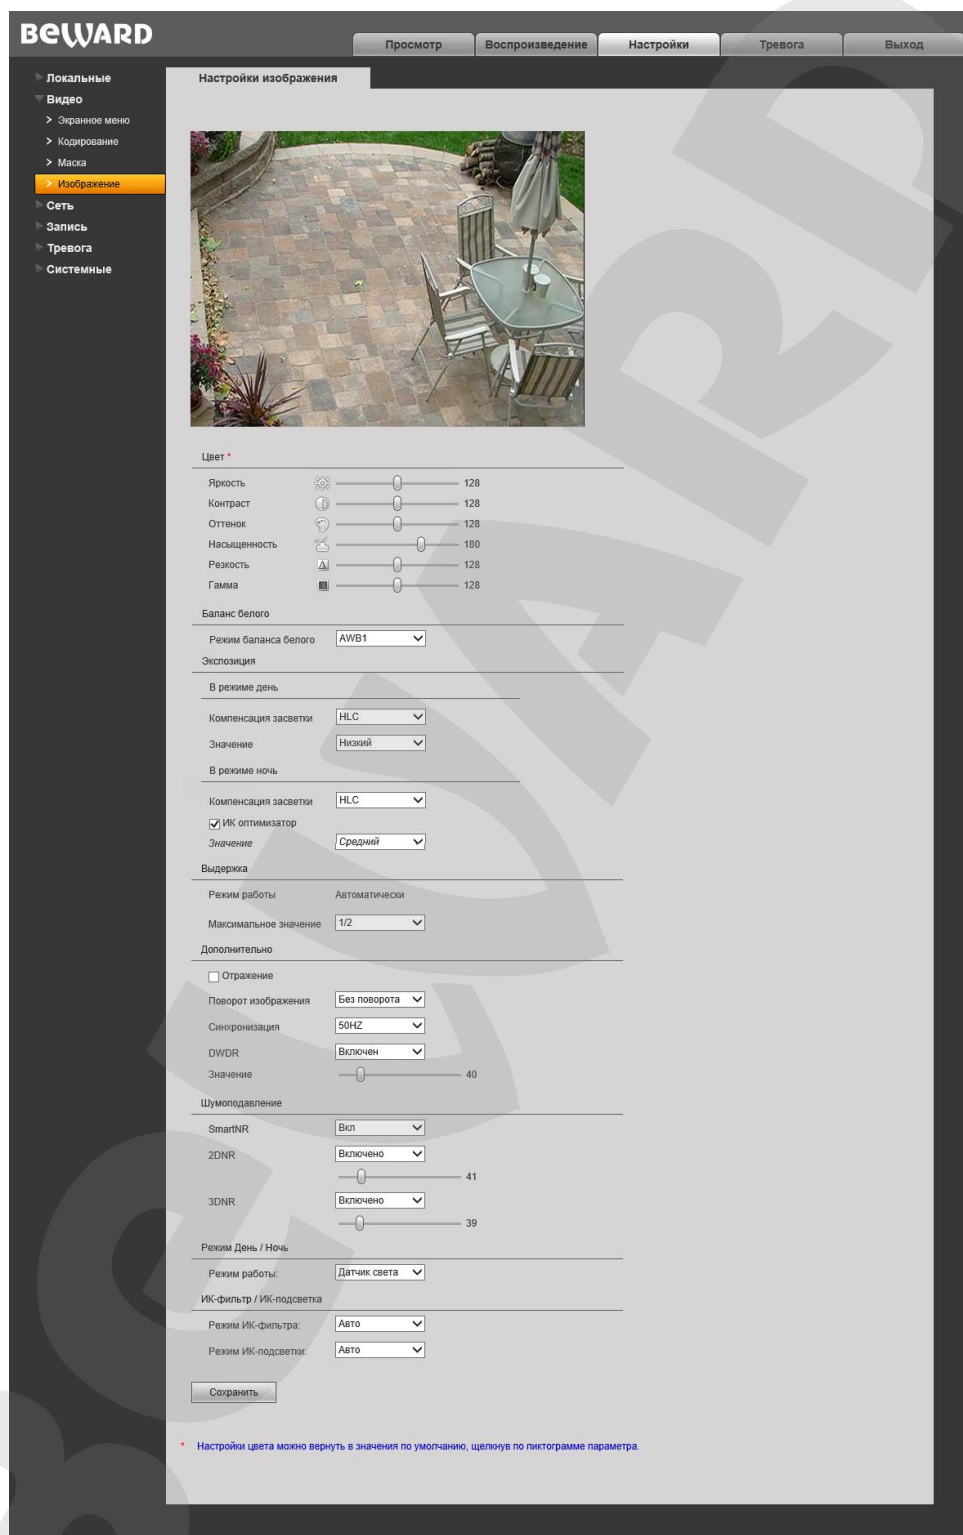 BEWARD
Просмотр Воспроизведение Настройки Тревога Выход
Локальные
Видео
Экранное меню
Кодирование
Маска
Изображение
Сеть
Запись
Тревога
Системные
Настройки изображения
Цвет *
Яркость 128
Контраст 128
Оттенок 128
Насыщенность 180
Резкость 128
Гамма 128
Баланс белого
Режим баланса белого AWB1
Экспозиция
В режиме день
Компенсация засветки HLC
Значение Низкий
В режиме ночь
Компенсация засветки HLC
ИК оптимизатор
Значение Средний
Выдержка
Режим работы Автоматически
Максимальное значение 1/2
Дополнительно
Отражение
Поворот изображения Без поворота
Синхронизация 50HZ
DWDR Включен
Значение 40
Шумоподавление
SmartNR Вкл
2DNR Включено
41
3DNR Включено
39
Режим День / Ночь
Режим работы: Датчик света
ИК-фильтр / ИК-подсветка
Режим ИК-фильтра: Авто
Режим ИК-подсветки: Авто
Сохранить
* Настройки цвета можно вернуть в значения по умолчанию, щелкнув по пиктограмме параметра.
BEWARD